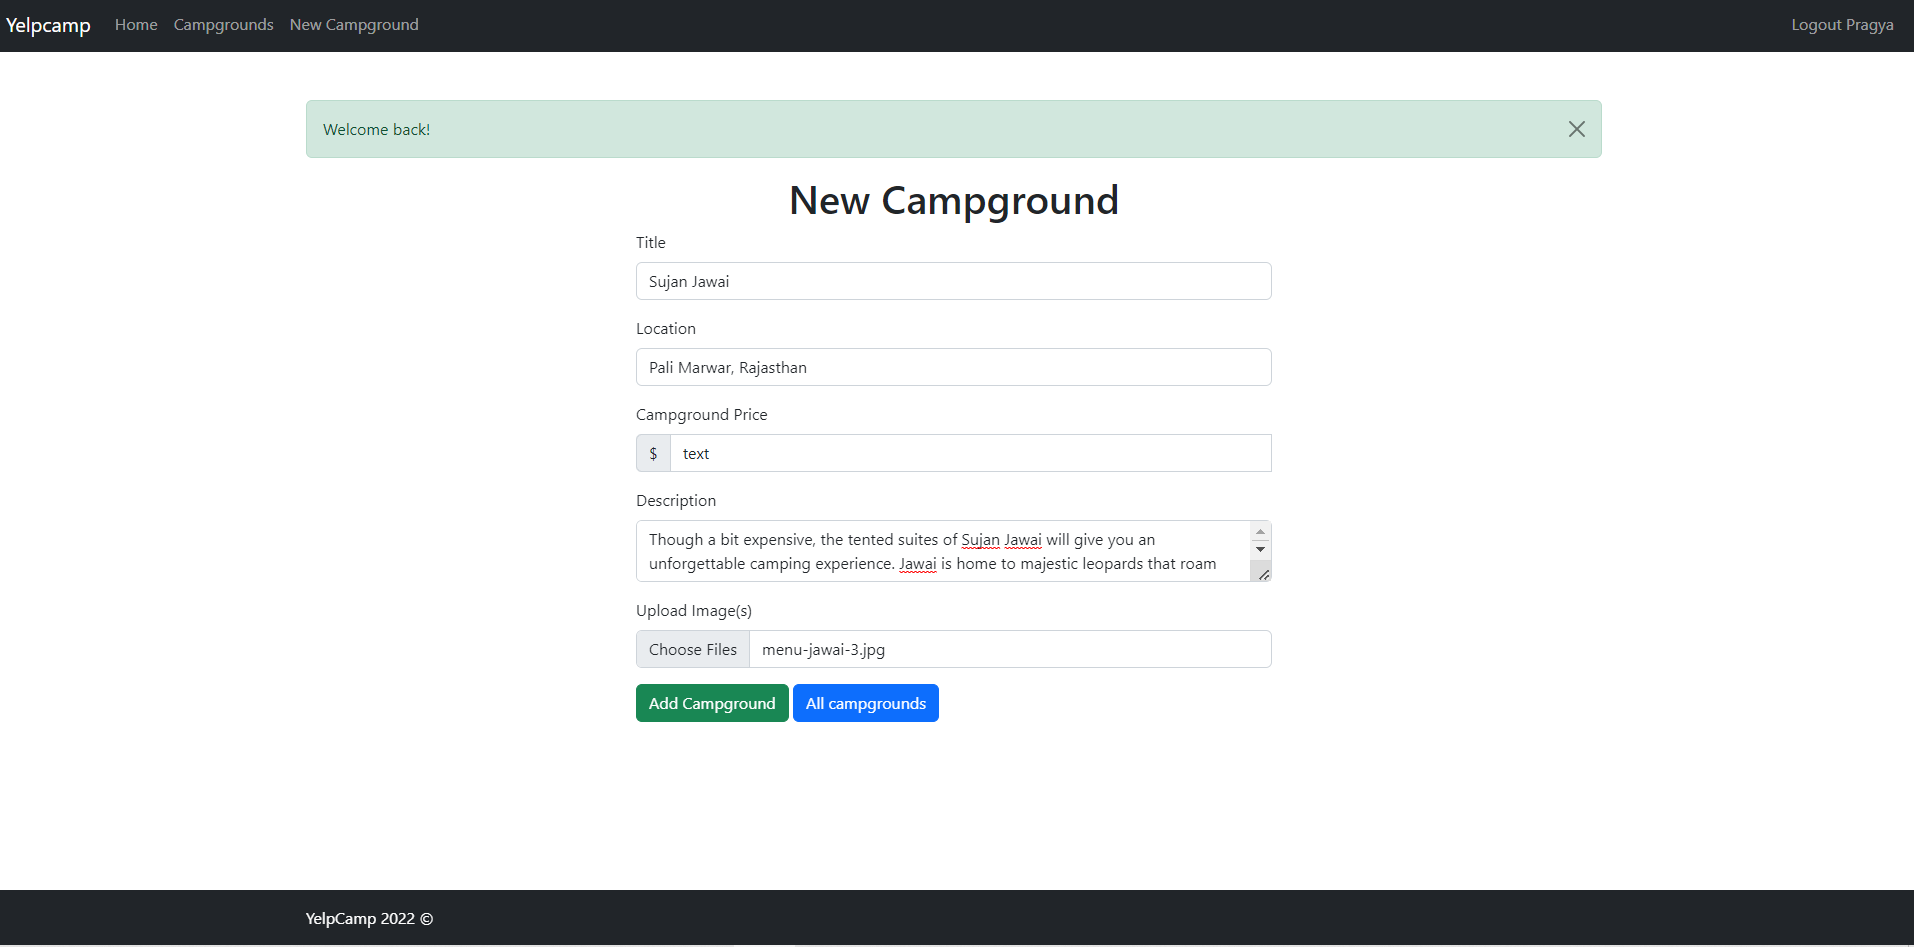 Yelpcamp Home Campgrounds New Campground Logout Pragya
Welcome back!
New Campground
Title
Sujan Jawai
Location
Pali Marwar, Rajasthan
Campground Price
$ text
Description
Though a bit expensive, the tented suites of Sujan Jawai will give you an
unforgettable camping experience. Jawai is home to majestic leopards that roam
Upload Image(s)
Choose Files menu-jawai-3.jpg
Add Campground All campgrounds
YelpCamp 2022 ©